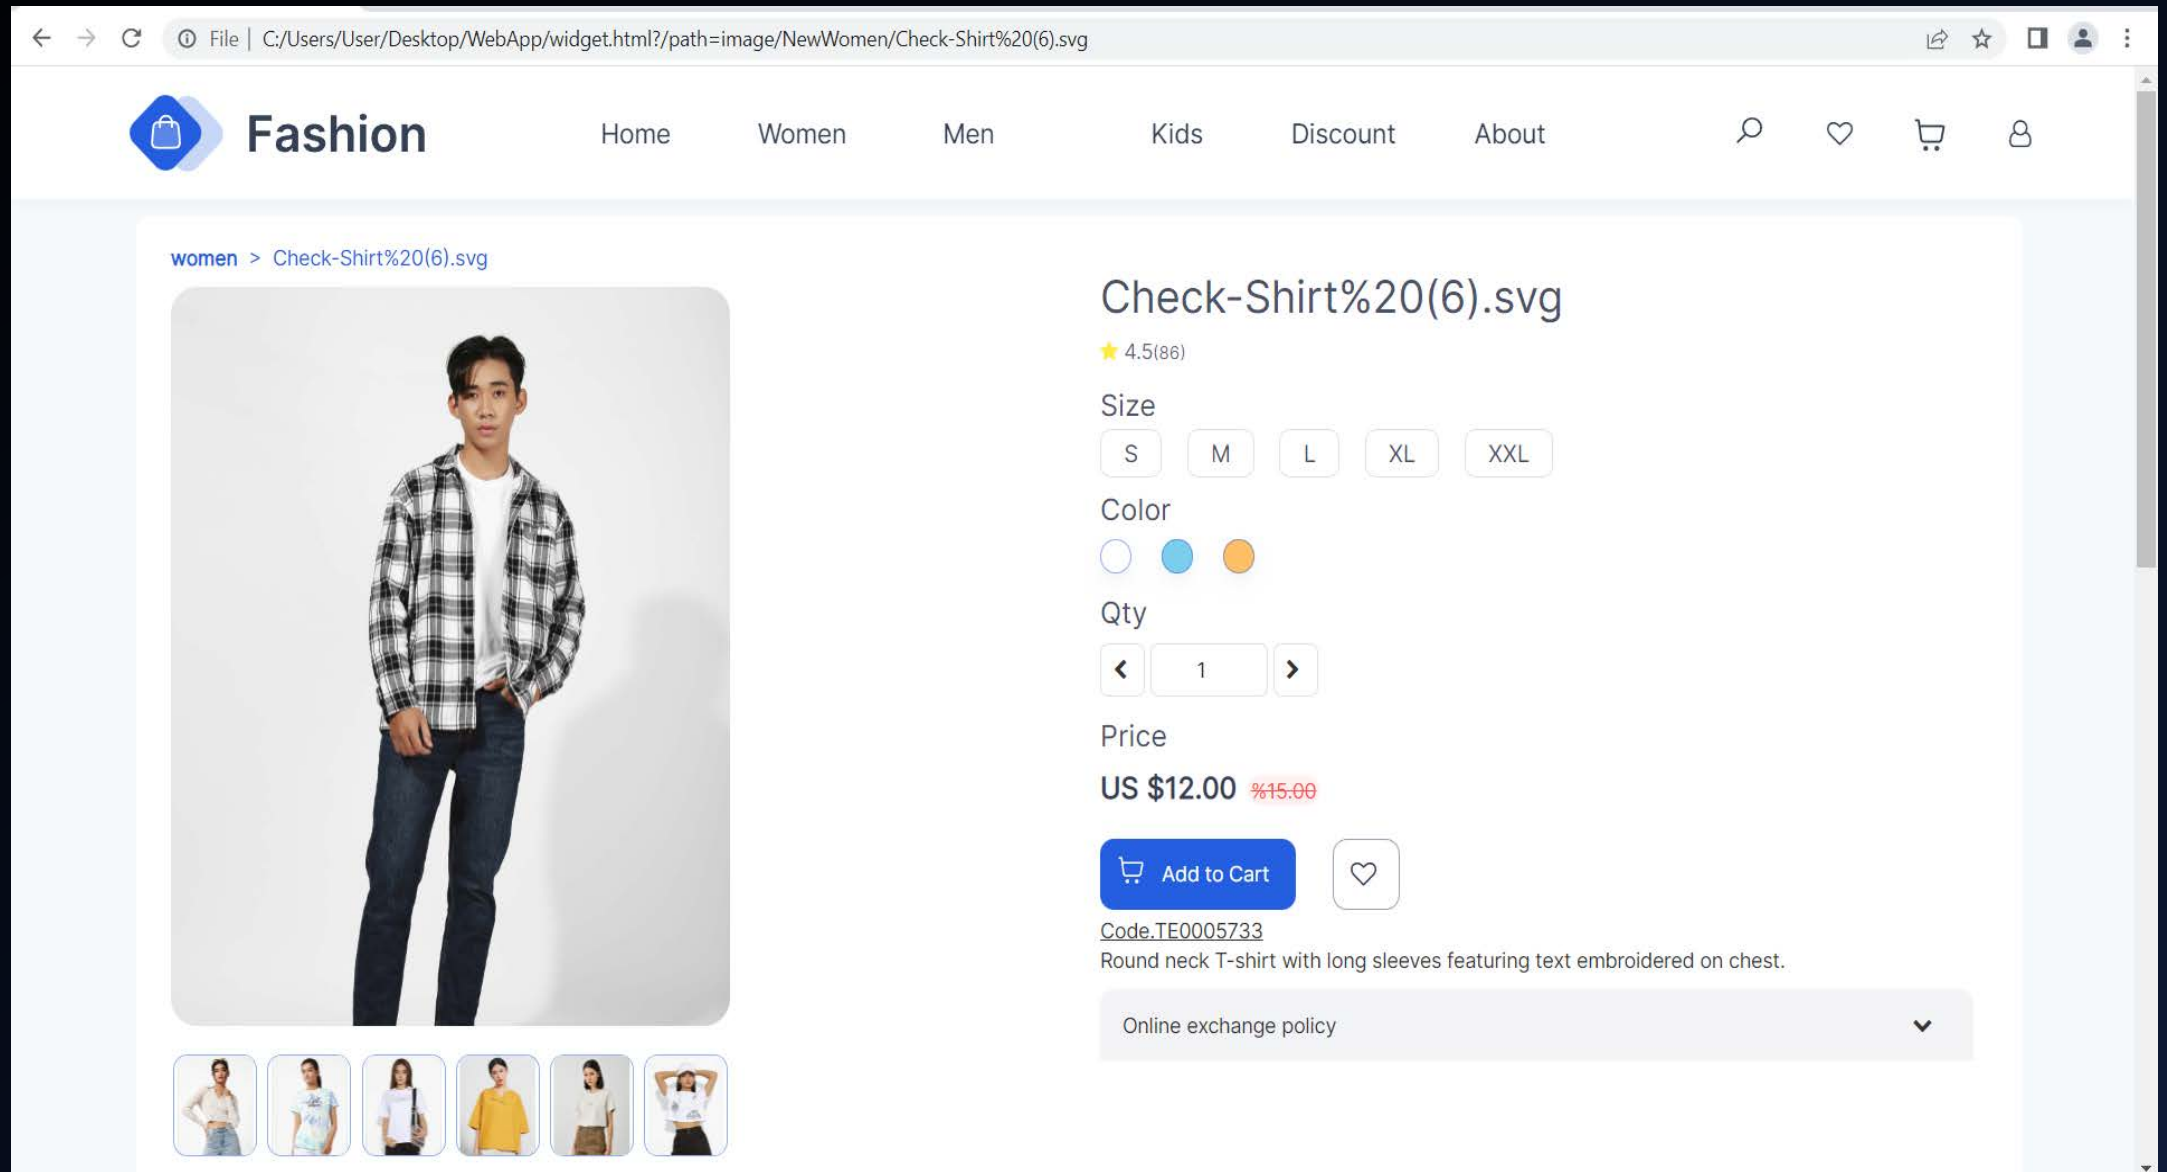 File | C:/Users/User/Desktop/WebApp/widget.html?/path=image/NewWomen/Check-Shirt%20(6).svg
Fashion Home Women Men Kids Discount About
women > Check-Shirt%20(6).svg
Check-Shirt%20(6).svg
4.5(86)
Size
S M L XL XXL
Color
Qty
1
Price
US $12.00 %15.00
Add to Cart
Code.TE0005733
Round neck T-shirt with long sleeves featuring text embroidered on chest.
Online exchange policy